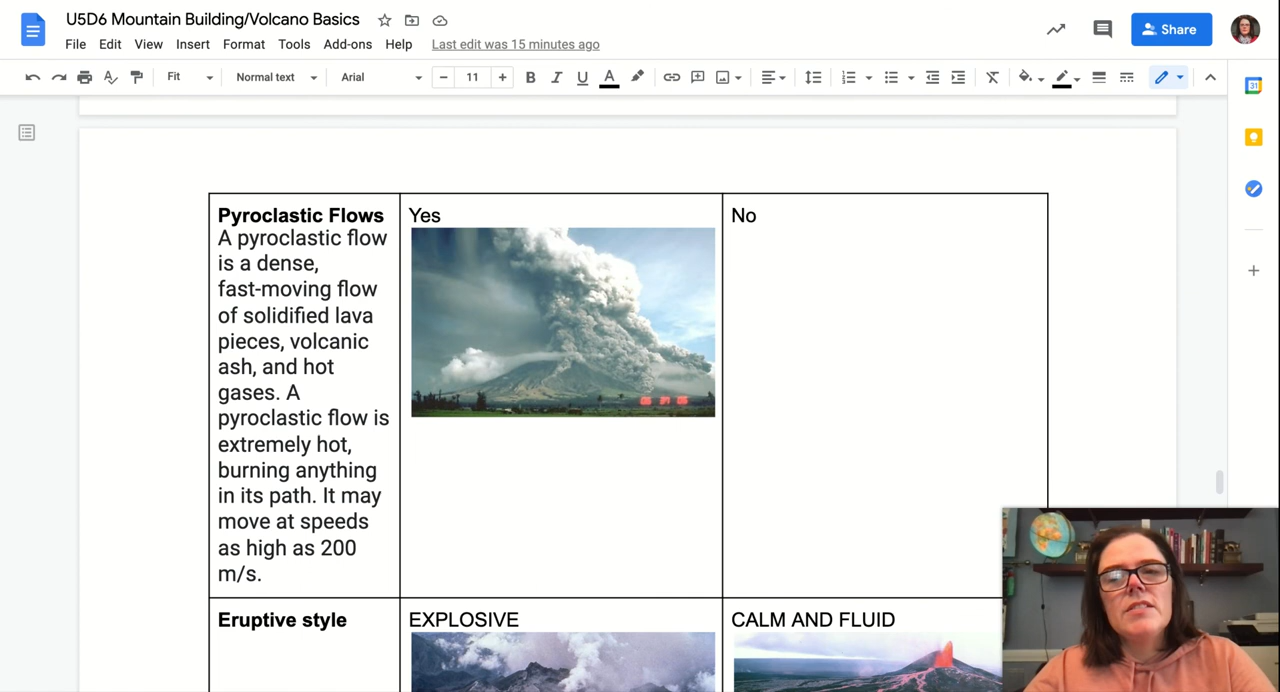 U5D6 Mountain Building/Volcano Basics
File Edit View Insert Format Tools Add-ons Help Last edit was 15 minutes ago
Share
Fit Normal text Arial 11 B I U A
31
Pyroclastic Flows
A pyroclastic flow
is a dense,
fast-moving flow
of solidified lava
pieces, volcanic
ash, and hot
gases. A
pyroclastic flow is
extremely hot,
burning anything
in its path. It may
move at speeds
as high as 200
m/s.
Yes
No
Eruptive style
EXPLOSIVE
CALM AND FLUID